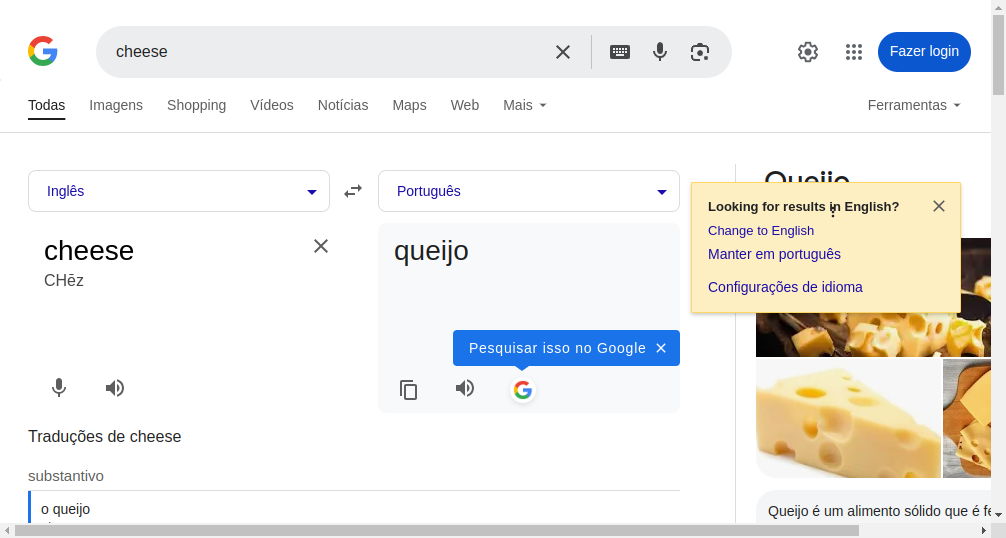 cheese
Fazer login
Todas
Imagens
Shopping
Vídeos
Notícias
Maps
Web
Mais
Ferramentas
Inglês
Português
cheese
CHēz
queijo
Pesquisar isso no Google
Traduções de cheese
substantivo
o queijo
Queijo
Looking for results in English?
Change to English
Manter em português
Configurações de idioma
Queijo é um alimento sólido que é